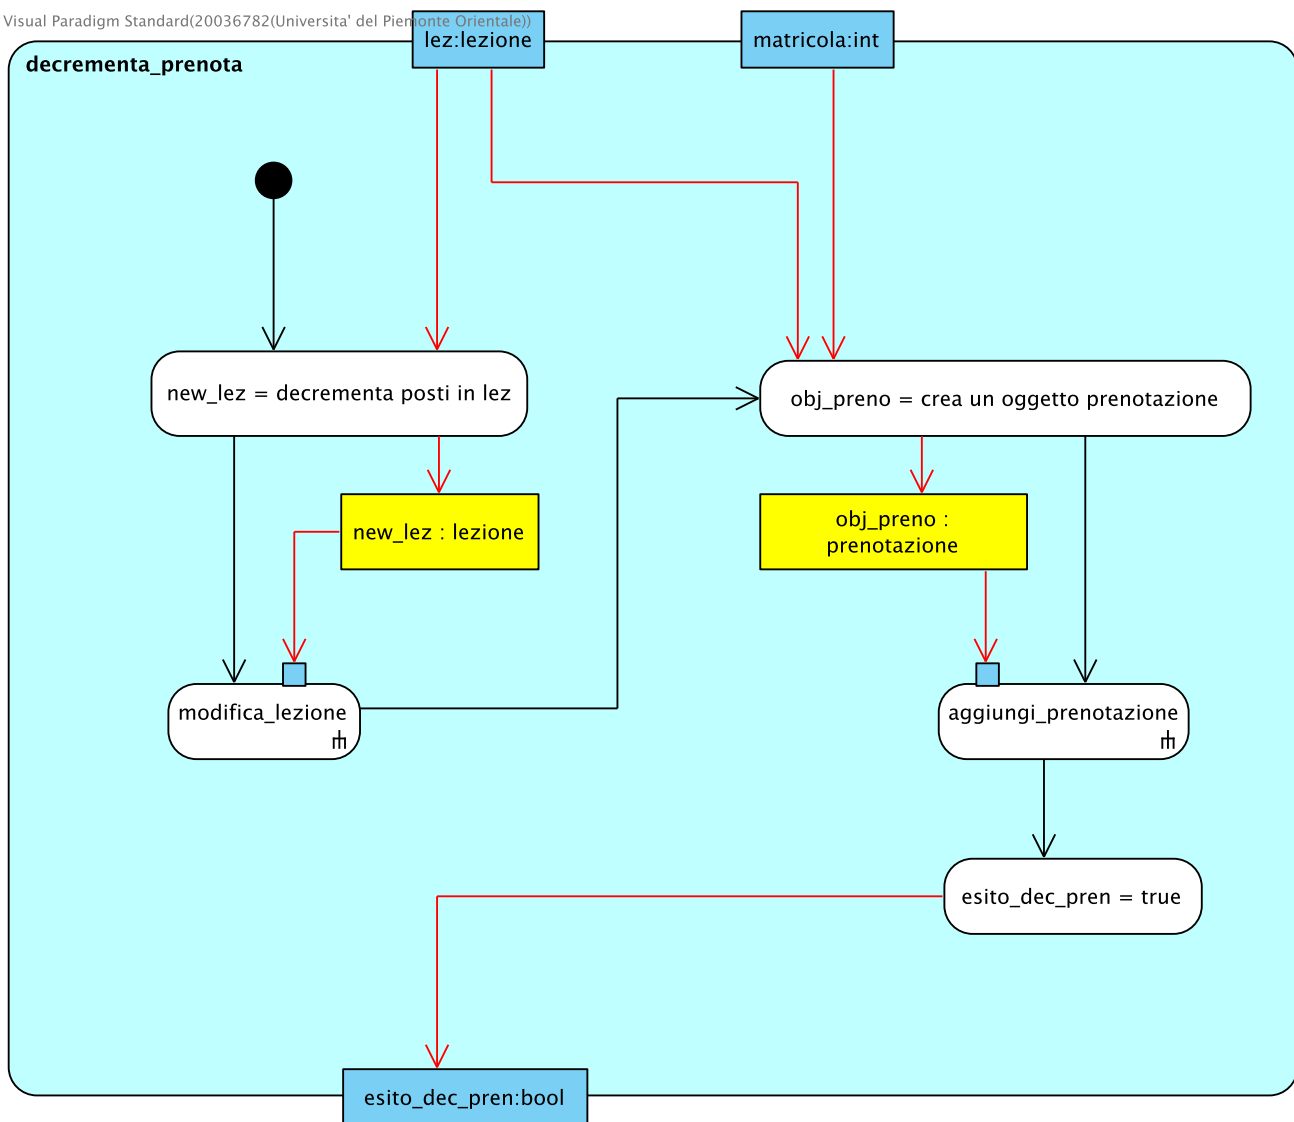 Visual Paradigm Standard(20036782(Universita' del Piemonte Orientale))
lez:lezione
matricola:int
decrementa_prenota
new_lez = decrementa posti in lez
obj_preno = crea un oggetto prenotazione
new_lez : lezione
obj_preno :
prenotazione
modifica_lezione
aggiungi_prenotazione
esito_dec_pren = true
esito_dec_pren:bool